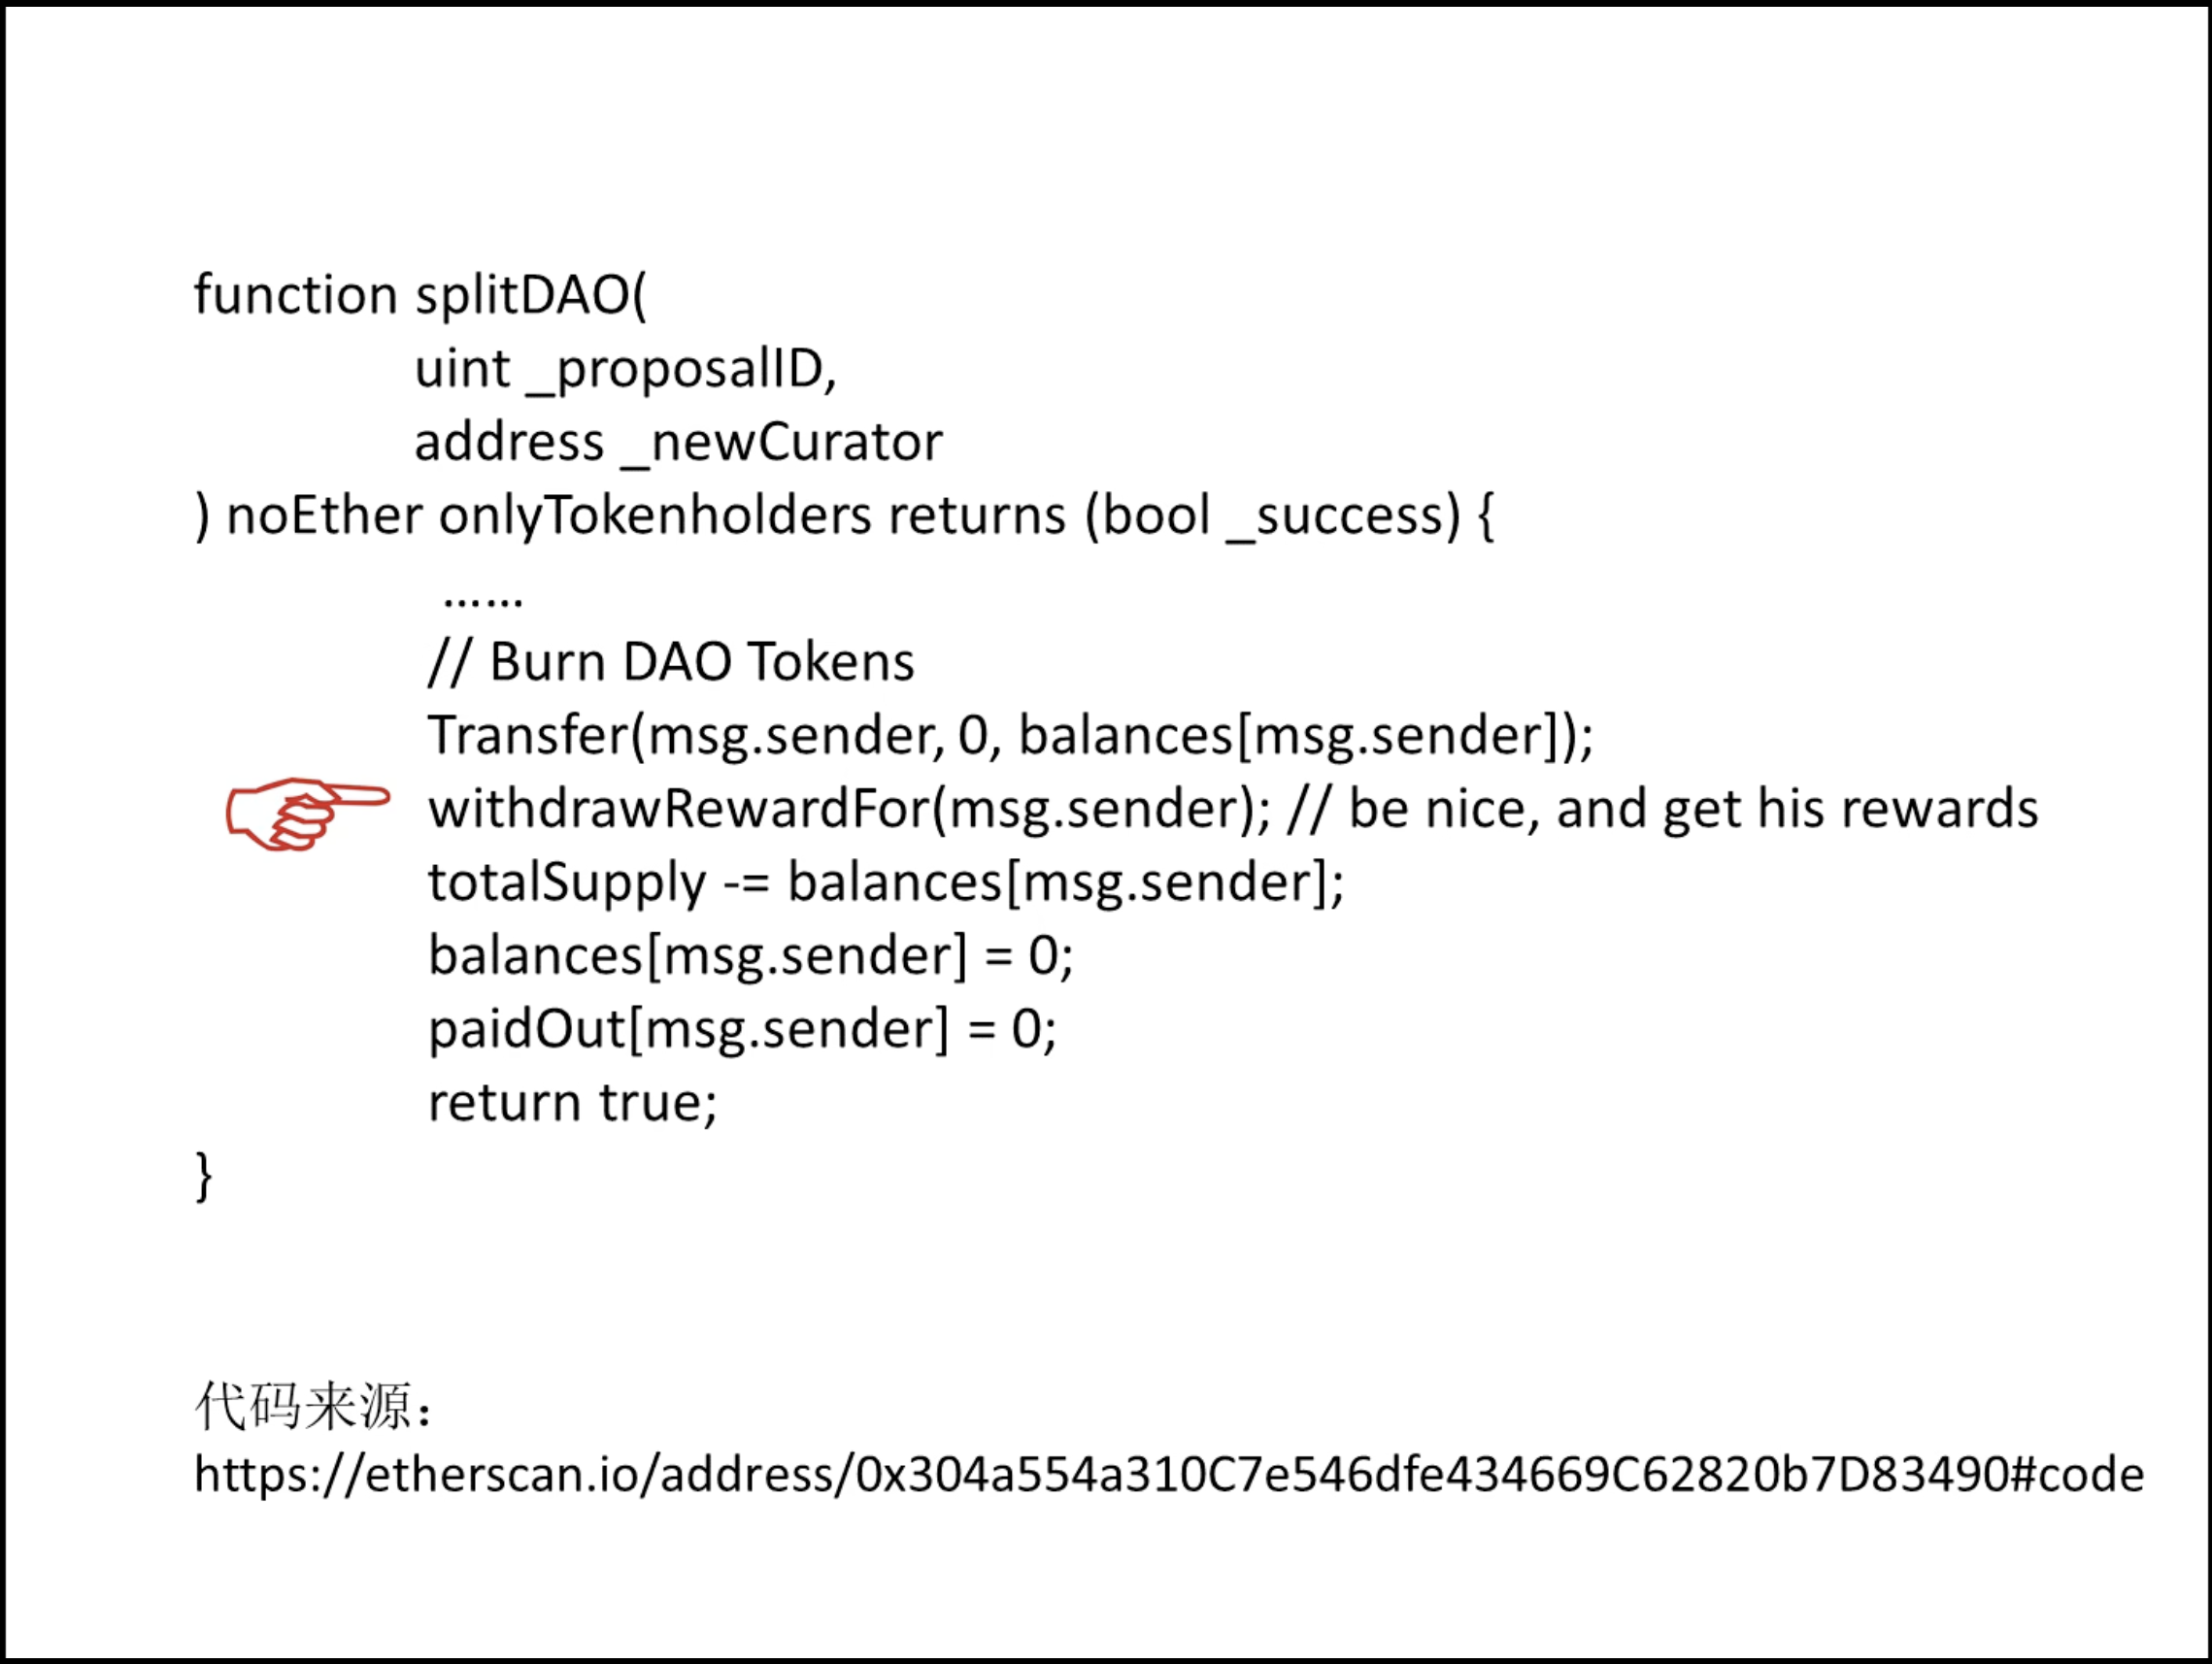 function splitDAO(
uint _proposalID,
address _newCurator
) noEther onlyTokenholders returns (bool _success) {
……
// Burn DAO Tokens
Transfer(msg.sender, 0, balances[msg.sender]);
withdrawRewardFor(msg.sender); // be nice, and get his rewards
totalSupply -= balances[msg.sender];
balances[msg.sender] = 0;
paidOut[msg.sender] = 0;
return true;
}
代码来源：
https://etherscan.io/address/0x304a554a310C7e546dfe434669C62820b7D83490#code